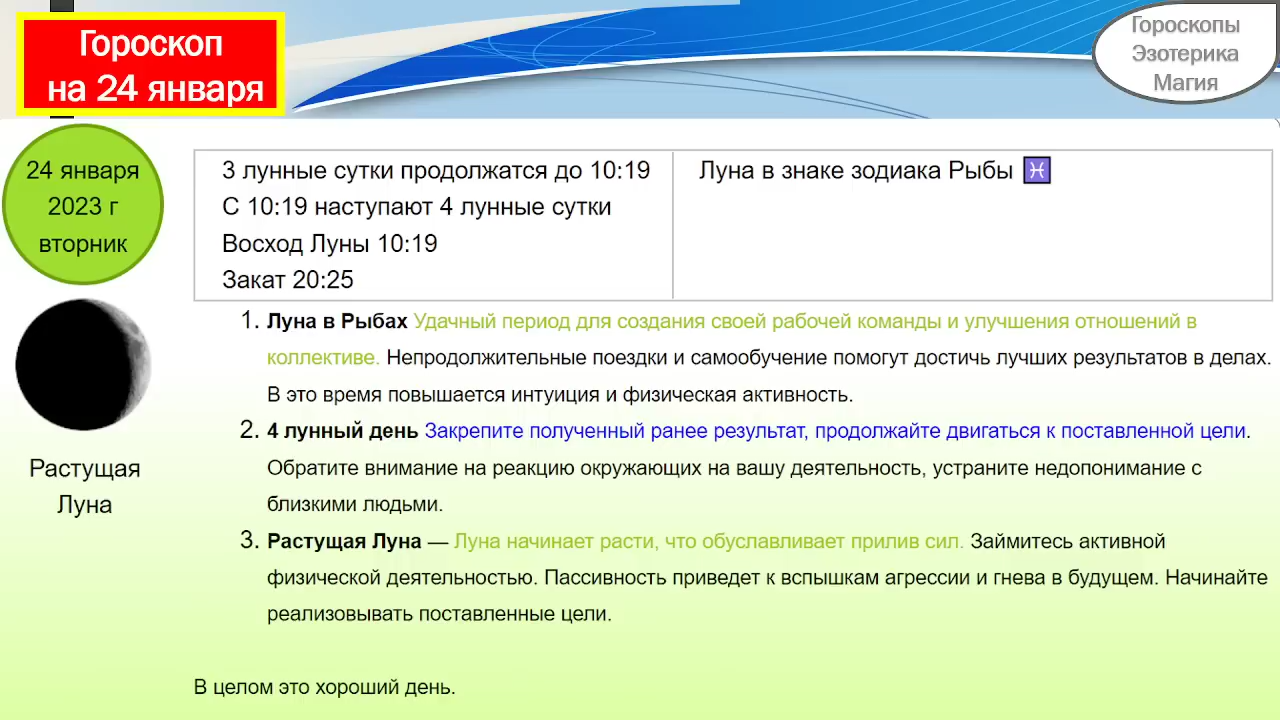 Гороскоп
на 24 января
Гороскопы
Эзотерика
Магия
24 января
2023 г
вторник
3 лунные сутки продолжатся до 10:19
С 10:19 наступают 4 лунные сутки
Восход Луны 10:19
Закат 20:25
Луна в знаке зодиака Рыбы ♓
Растущая
Луна
1. Луна в Рыбах Удачный период для создания своей рабочей команды и улучшения отношений в
коллективе. Непродолжительные поездки и самообучение помогут достичь лучших результатов в делах.
В это время повышается интуиция и физическая активность.
2. 4 лунный день Закрепите полученный ранее результат, продолжайте двигаться к поставленной цели.
Обратите внимание на реакцию окружающих на вашу деятельность, устраните недопонимание с
близкими людьми.
3. Растущая Луна — Луна начинает расти, что обуславливает прилив сил. Займитесь активной
физической деятельностью. Пассивность приведет к вспышкам агрессии и гнева в будущем. Начинайте
реализовывать поставленные цели.
В целом это хороший день.